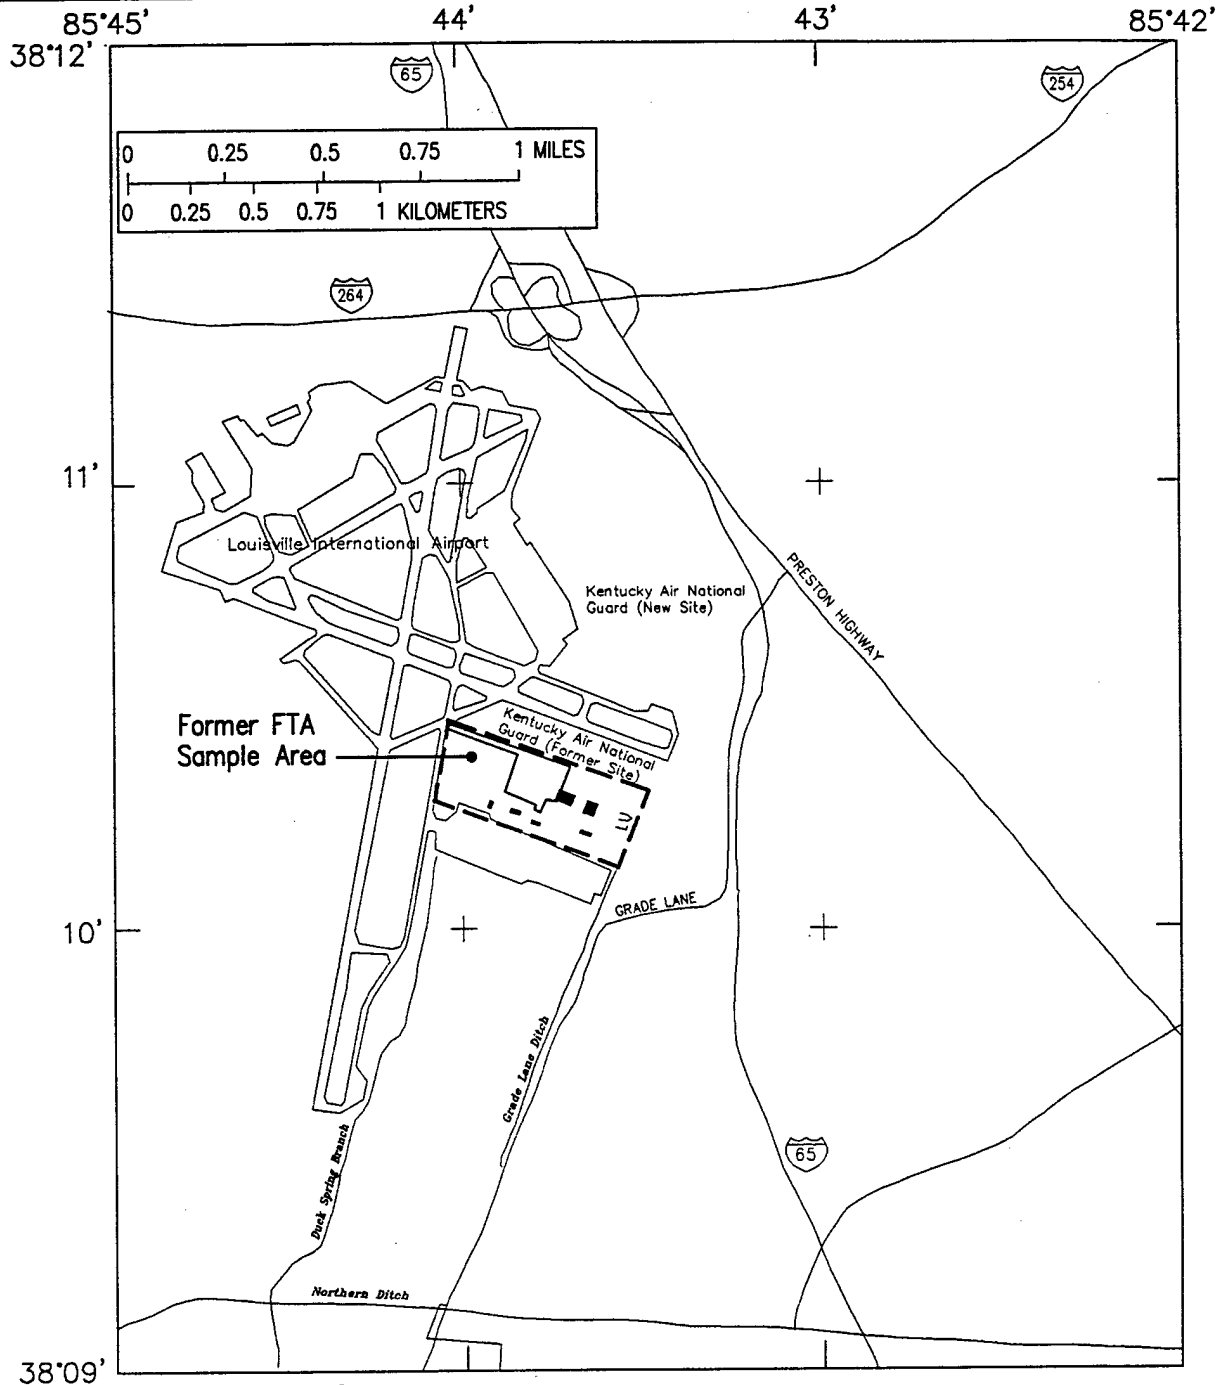 85°45' 44' 43' 85°42'
38°12'
65
254
0 0.25 0.5 0.75 1 MILES
0 0.25 0.5 0.75 1 KILOMETERS
264
11'
Louisville International Airport
Kentucky Air National
Guard (New Site)
PRESTON HIGHWAY
Former FTA
Sample Area
Kentucky Air National
Guard (Former Site)
LV
GRADE LANE
10'
Grade Lane Ditch
65
Duck Spring Branch
Northern Ditch
38°09'